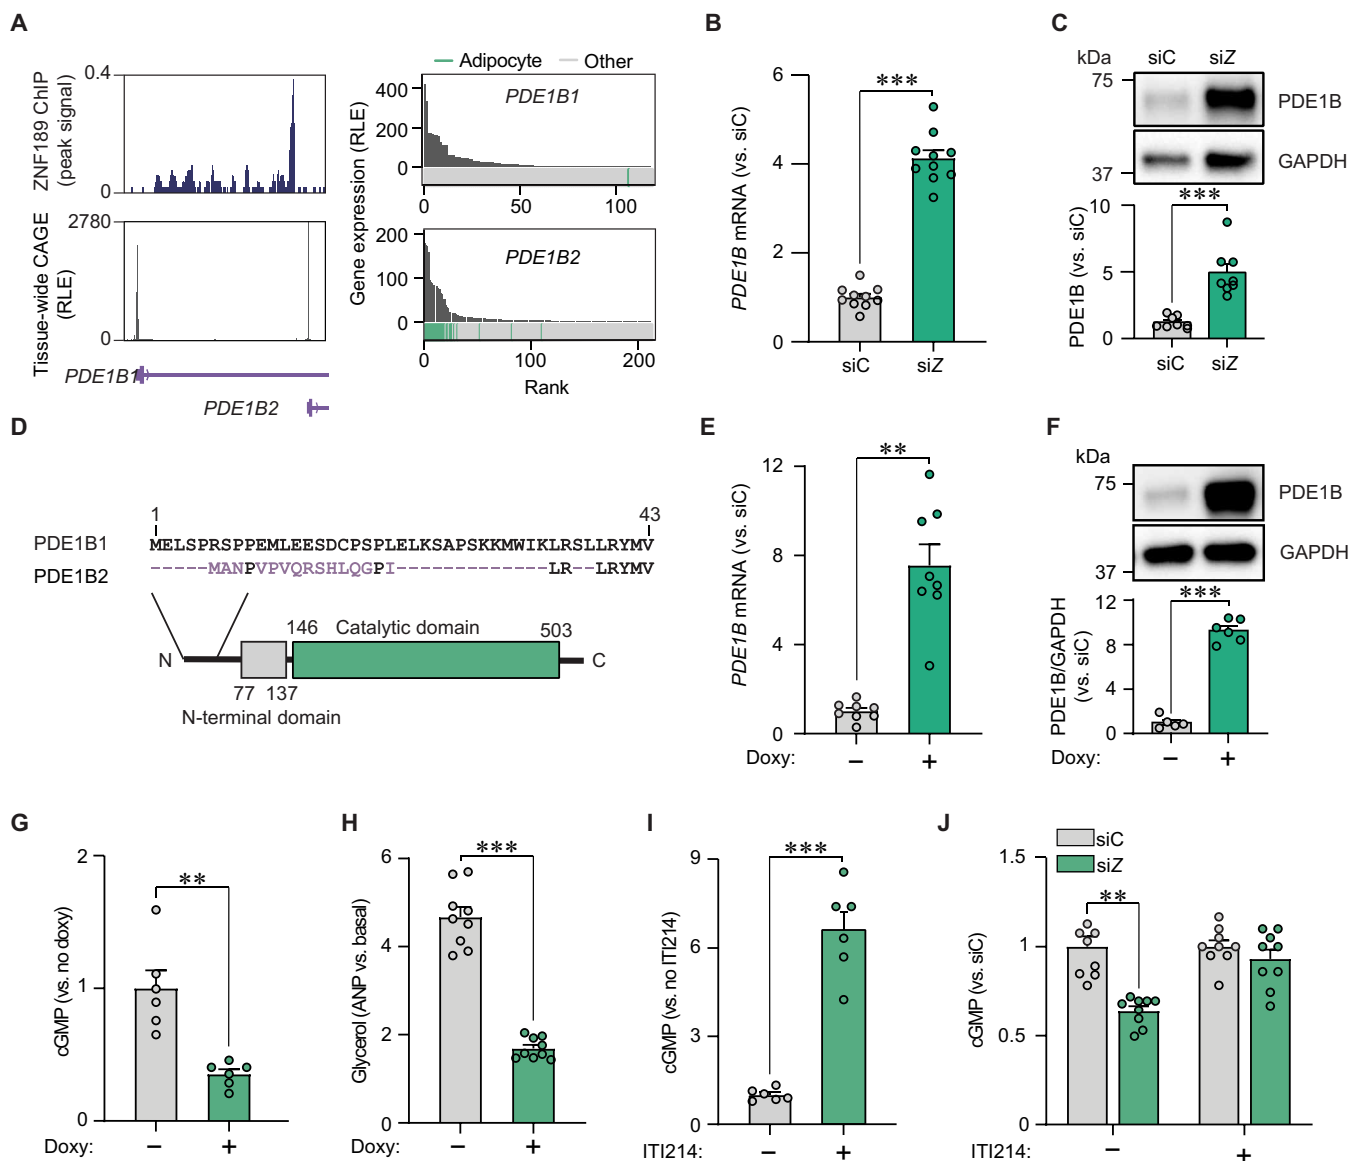 A
0.4
ZNF189 ChIP
(peak signal)
0
2780
Tissue-wide CAGE
(RLE)
0
PDE1B1
PDE1B2
Adipocyte
Other
Gene expression (RLE)
400
200
0
PDE1B1
0
50
100
200
100
0
PDE1B2
0
100
200
Rank
B
PDE1B mRNA (vs. siC)
6
4
2
0
***
siC
siZ
C
kDa
siC
siZ
75
PDE1B
GAPDH
37
PDE1B (vs. siC)
10
5
0
***
siC
siZ
D
1
43
PDE1B1
MELSPRSPPEMLEESDCPSPLELKSAPSKKMWIKLRSLLRYMV
PDE1B2
-----MANPVPVQRSHLQGPI-------------LR--LRYMV
146
Catalytic domain
503
N
C
77
137
N-terminal domain
E
PDE1B mRNA (vs. siC)
12
8
4
0
**
Doxy:
−
+
F
kDa
75
PDE1B
GAPDH
37
PDE1B/GAPDH
(vs. siC)
12
8
4
0
***
Doxy:
−
+
G
cGMP (vs. no doxy)
2
1
0
**
Doxy:
−
+
H
Glycerol (ANP vs. basal)
6
4
2
0
***
Doxy:
−
+
I
cGMP (vs. no ITI214)
9
6
3
0
***
ITI214:
−
+
J
siC
siZ
cGMP (vs. siC)
1.5
1
0.5
0
**
ITI214:
−
+